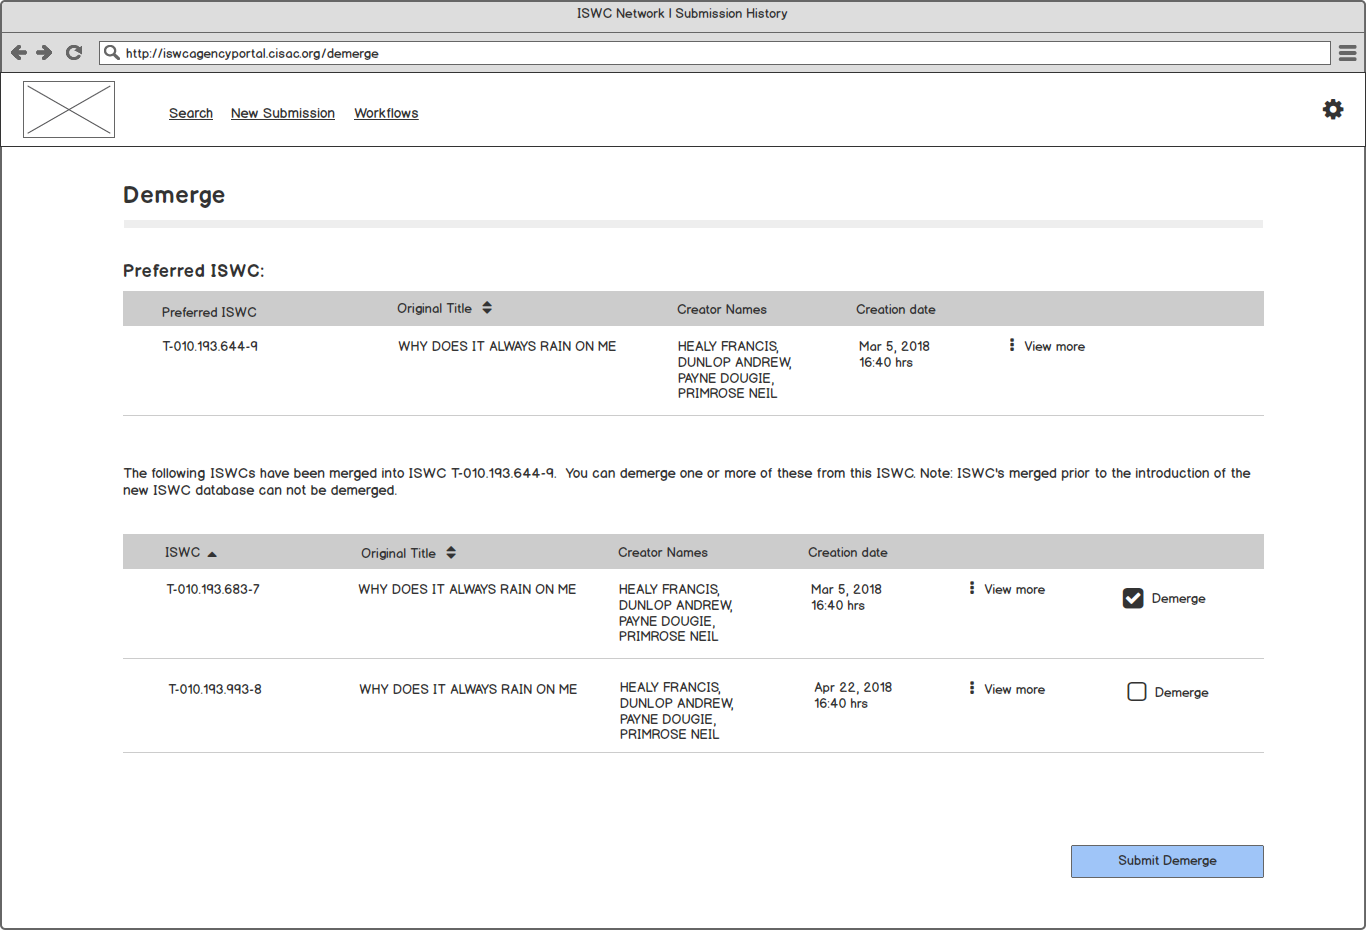 ISWC Network | Submission History
http://iswcagencyportal.cisac.org/demerge
Search New Submission Workflows
Demerge
Preferred ISWC:
Preferred ISWC Original Title Creator Names Creation date
T-010.193.644-9 WHY DOES IT ALWAYS RAIN ON ME HEALY FRANCIS, Mar 5, 2018 View more
DUNLOP ANDREW, 16:40 hrs
PAYNE DOUGIE,
PRIMROSE NEIL
The following ISWCs have been merged into ISWC T-010.193.644-9. You can demerge one or more of these from this ISWC. Note: ISWC's merged prior to the introduction of the
new ISWC database can not be demerged.
ISWC Original Title Creator Names Creation date
T-010.193.683-7 WHY DOES IT ALWAYS RAIN ON ME HEALY FRANCIS, Mar 5, 2018 View more Demerge
DUNLOP ANDREW, 16:40 hrs
PAYNE DOUGIE,
PRIMROSE NEIL
T-010.193.993-8 WHY DOES IT ALWAYS RAIN ON ME HEALY FRANCIS, Apr 22, 2018 View more Demerge
DUNLOP ANDREW, 16:40 hrs
PAYNE DOUGIE,
PRIMROSE NEIL
Submit Demerge